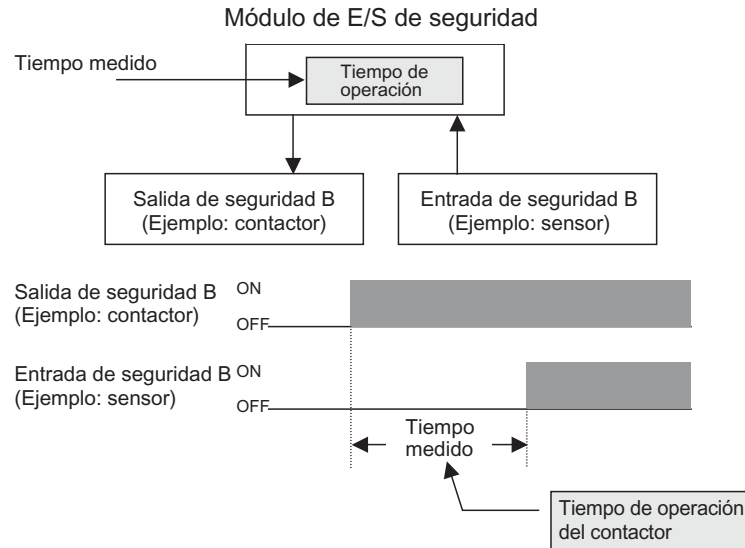 Módulo de E/S de seguridad
Tiempo medido
Tiempo de
operación
Salida de seguridad B
(Ejemplo: contactor)
Entrada de seguridad B
(Ejemplo: sensor)
Salida de seguridad B
(Ejemplo: contactor)
ON
OFF
Entrada de seguridad B
(Ejemplo: sensor)
ON
OFF
Tiempo
medido
Tiempo de operación
del contactor